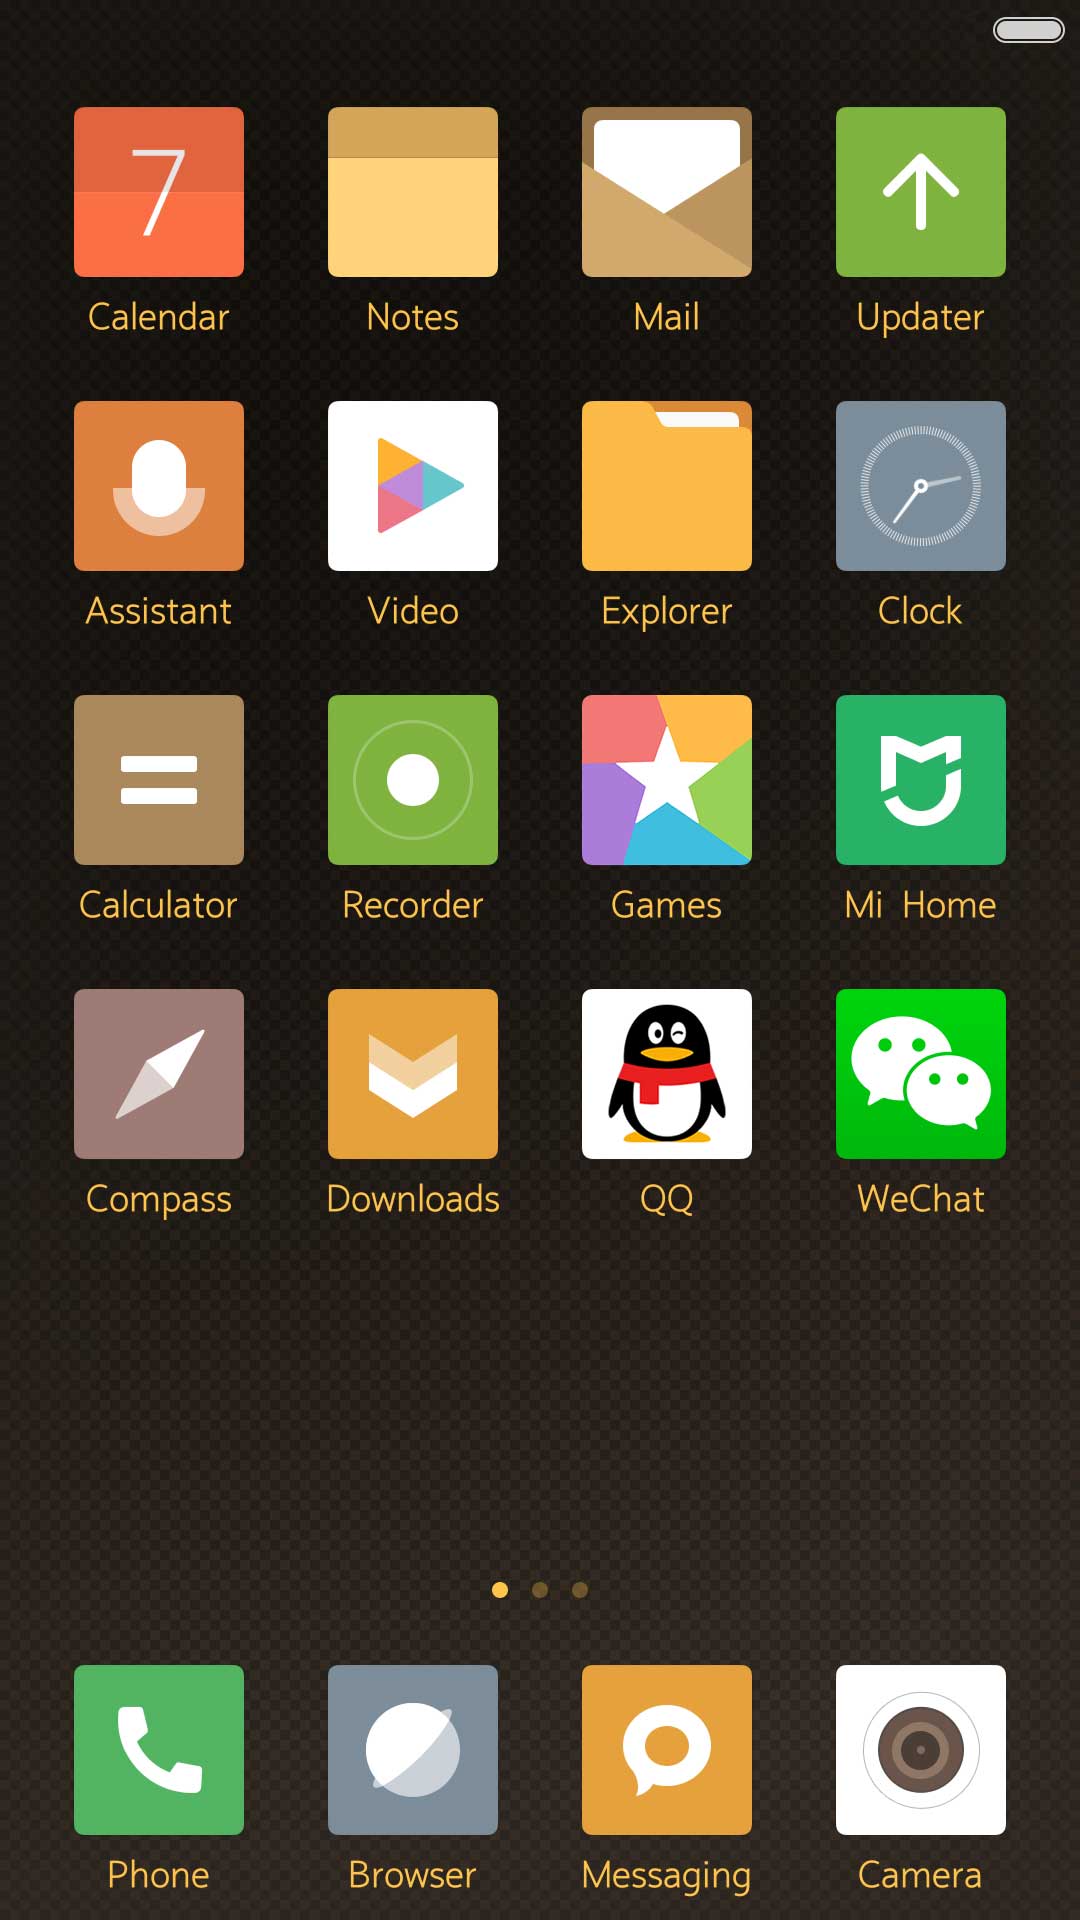 7
Calendar Notes Mail Updater
Assistant Video Explorer Clock
Calculator Recorder Games Mi Home
Compass Downloads QQ WeChat
Phone Browser Messaging Camera